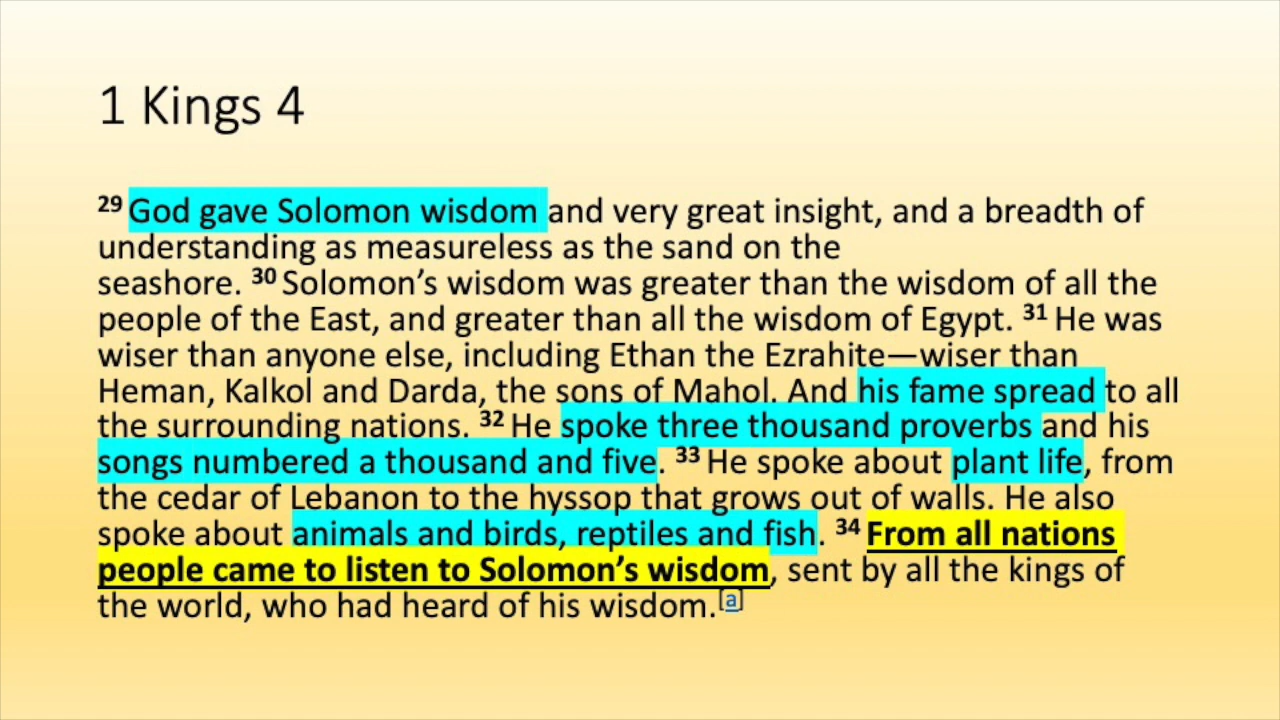 1 Kings 4
29 God gave Solomon wisdom and very great insight, and a breadth of
understanding as measureless as the sand on the
seashore. 30 Solomon’s wisdom was greater than the wisdom of all the
people of the East, and greater than all the wisdom of Egypt. 31 He was
wiser than anyone else, including Ethan the Ezrahite—wiser than
Heman, Kalkol and Darda, the sons of Mahol. And his fame spread to all
the surrounding nations. 32 He spoke three thousand proverbs and his
songs numbered a thousand and five. 33 He spoke about plant life, from
the cedar of Lebanon to the hyssop that grows out of walls. He also
spoke about animals and birds, reptiles and fish. 34 From all nations
people came to listen to Solomon’s wisdom, sent by all the kings of
the world, who had heard of his wisdom.[a]